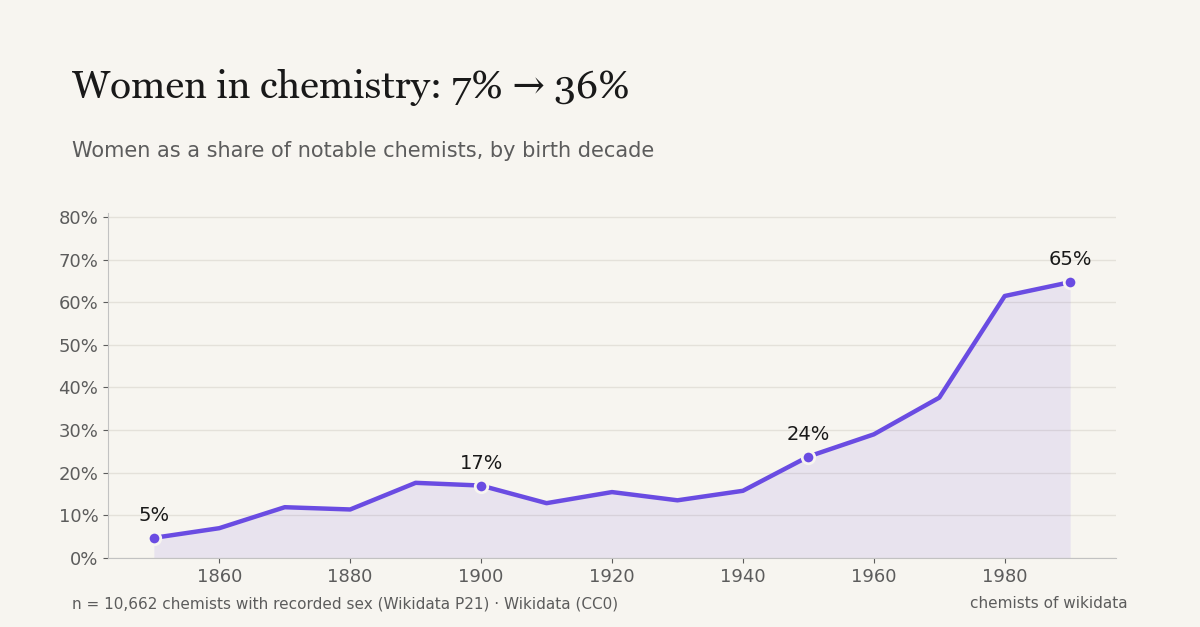 Women in chemistry: 7% → 36%
Women as a share of notable chemists, by birth decade
80%
70%
60%
50%
40%
30%
20%
10%
0%
5%
17%
24%
65%
1860 1880 1900 1920 1940 1960 1980
n = 10,662 chemists with recorded sex (Wikidata P21) · Wikidata (CC0)
chemists of wikidata